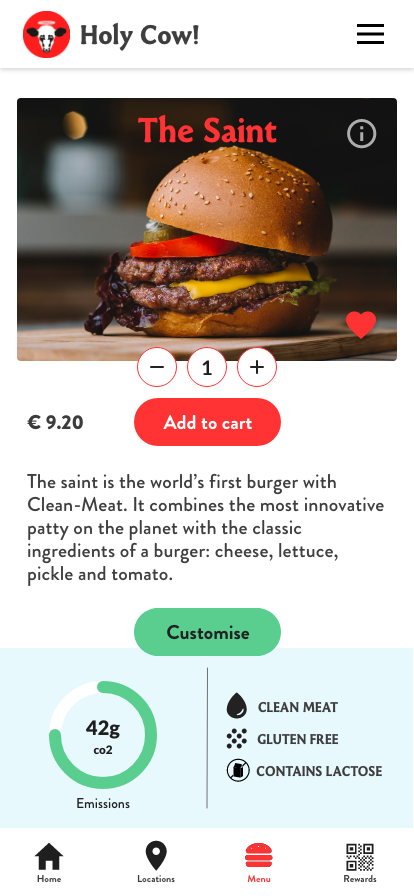 Holy Cow!
The Saint
1
€ 9.20
Add to cart
The saint is the world's first burger with
Clean-Meat. It combines the most innovative
patty on the planet with the classic
ingredients of a burger: cheese, lettuce,
pickle and tomato.
Customise
42g
co2
Emissions
CLEAN MEAT
GLUTEN FREE
CONTAINS LACTOSE
Home
Locations
Menu
Rewards